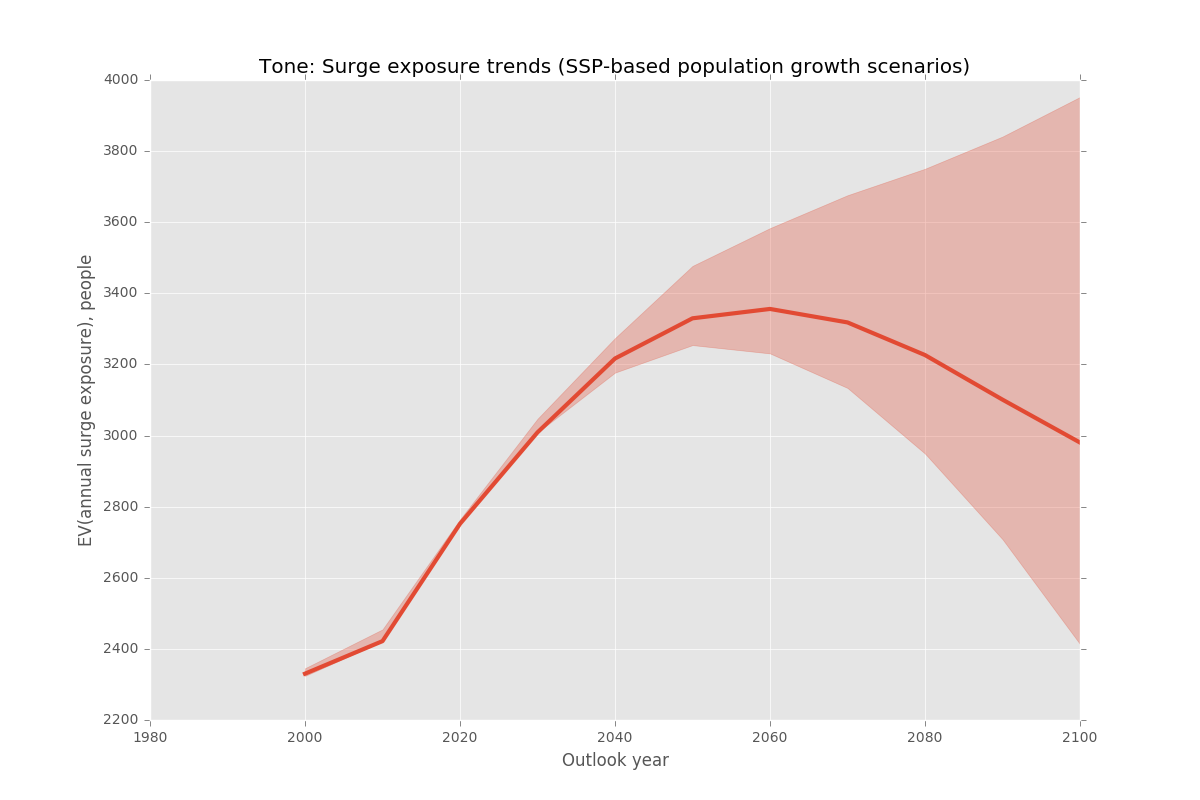 Tone: Surge exposure trends (SSP-based population growth scenarios)
4000
3800
3600
3400
3200
3000
2800
2600
2400
2200
EV(annual surge exposure), people
1980 2000 2020 2040 2060 2080 2100
Outlook year